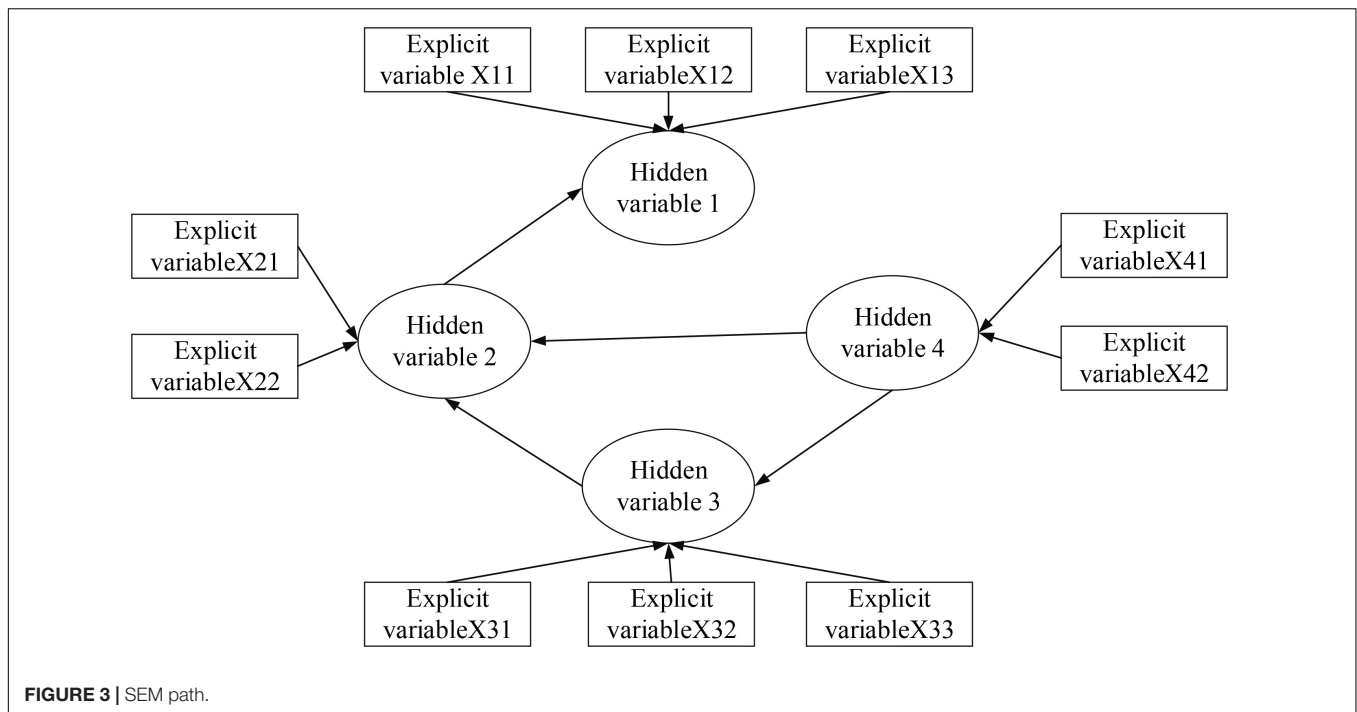 Explicit
variable X11
Explicit
variableX12
Explicit
variableX13
Hidden
variable 1
Explicit
variableX21
Explicit
variableX41
Hidden
variable 2
Hidden
variable 4
Explicit
variableX22
Explicit
variableX42
Hidden
variable 3
Explicit
variableX31
Explicit
variableX32
Explicit
variableX33
FIGURE 3 | SEM path.